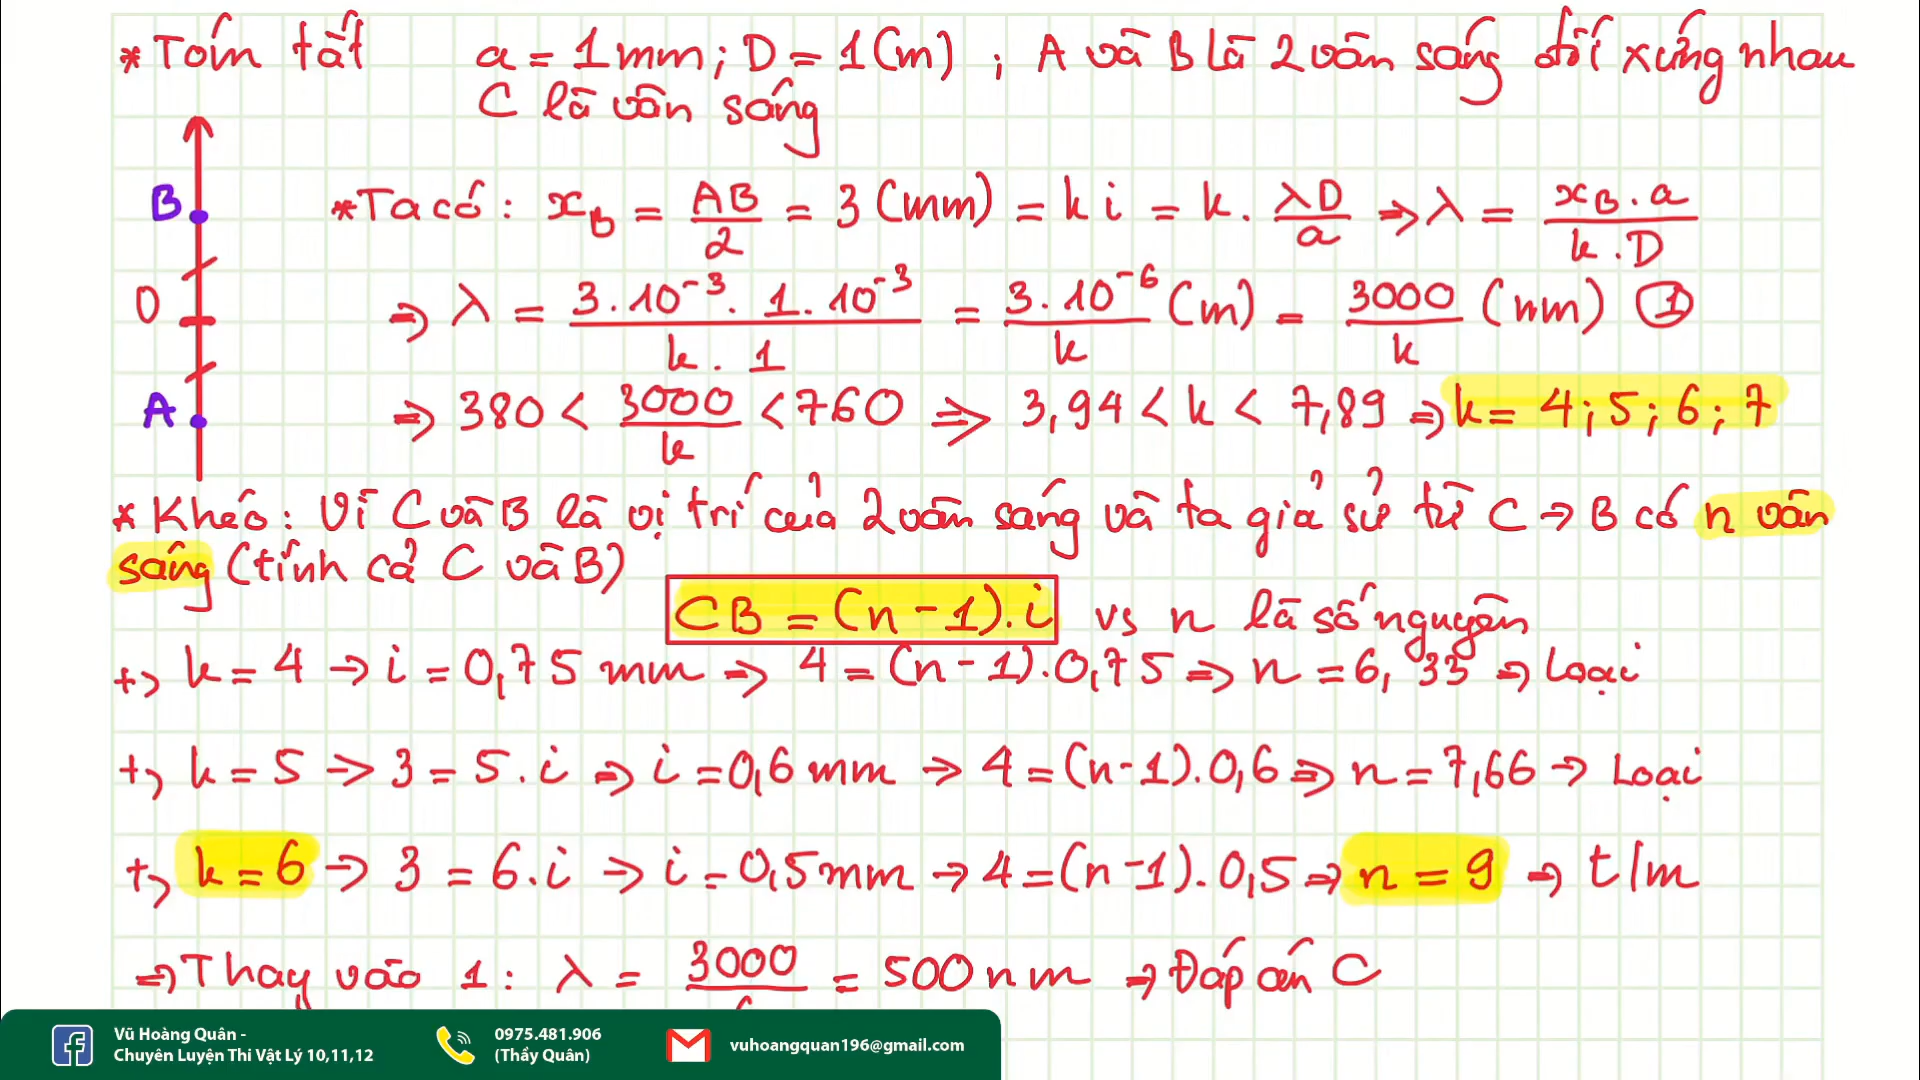 * Tóm tắt a = 1mm; D = 1(m) ; A và B là 2 vân sáng đối xứng nhau
C là vân sáng
B
O
A
* Ta có: x_B = AB/2 = 3 (mm) = k i = k . λD/a => λ = x_B . a / k . D
=> λ = 3.10⁻³ . 1.10⁻³ / k . 1 = 3.10⁻⁶/k (m) = 3000/k (nm) ①
=> 380 < 3000/k < 760 => 3,94 < k < 7,89 => k = 4; 5; 6; 7
* Khéo: Vì C và B là vị trí của 2 vân sáng và ta giả sử từ C → B có n vân
sáng (tính cả C và B)
CB = (n - 1). i vs n là số nguyên
+> k = 4 → i = 0,75 mm => 4 = (n - 1).0,75 => n = 6,33 => Loại
+> k = 5 → 3 = 5 . i => i = 0,6 mm → 4 = (n-1).0,6 => n = 7,66 → Loại
+> k = 6 → 3 = 6.i → i = 0,5mm → 4 = (n-1).0,5 => n = 9 => t/m
=> Thay vào 1 : λ = 3000/ = 500 nm => Đáp án C
Vũ Hoàng Quân -
Chuyên Luyện Thi Vật Lý 10,11,12
0975.481.906
(Thầy Quân)
vuhoangquan196@gmail.com